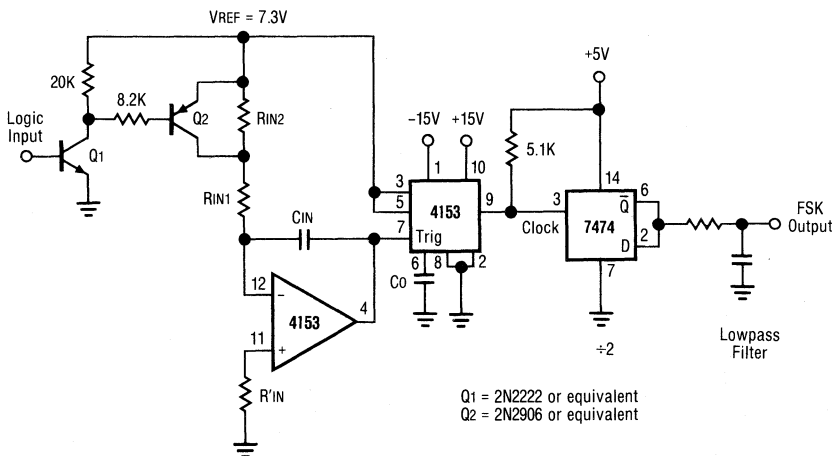 VREF = 7.3V
+5V
20K
8.2K
Q2
RIN2
Logic
Input
Q1
-15V
+15V
5.1K
RIN1
1
10
14
3
5
7
4153
Trig
9
3
Clock
7474
6
Q̅
D
2
FSK
Output
CIN
6
8
2
CO
7
12
–
4153
4
11
+
÷2
Lowpass
Filter
R'IN
Q1 = 2N2222 or equivalent
Q2 = 2N2906 or equivalent